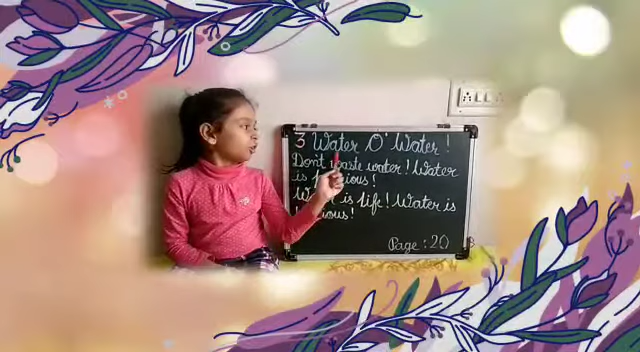 3 Water O' Water!
Don't waste water! Water
is !
is life! Water is
Page: 20